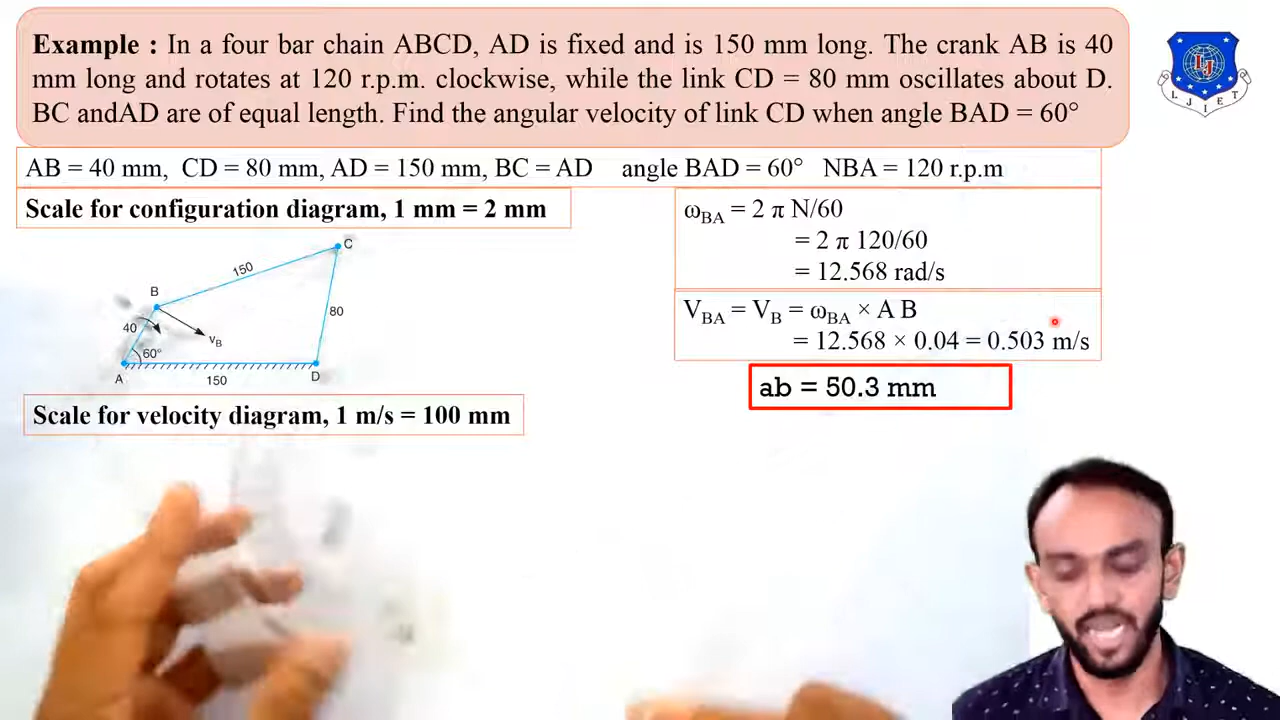 Example : In a four bar chain ABCD, AD is fixed and is 150 mm long. The crank AB is 40
mm long and rotates at 120 r.p.m. clockwise, while the link CD = 80 mm oscillates about D.
BC andAD are of equal length. Find the angular velocity of link CD when angle BAD = 60°
LJIET
AB = 40 mm, CD = 80 mm, AD = 150 mm, BC = AD angle BAD = 60° NBA = 120 r.p.m
Scale for configuration diagram, 1 mm = 2 mm
ωBA = 2 π N/60
= 2 π 120/60
= 12.568 rad/s
C
150
B
80
40
vB
60°
A
150
D
VBA = VB = ωBA × A B
= 12.568 × 0.04 = 0.503 m/s
ab = 50.3 mm
Scale for velocity diagram, 1 m/s = 100 mm